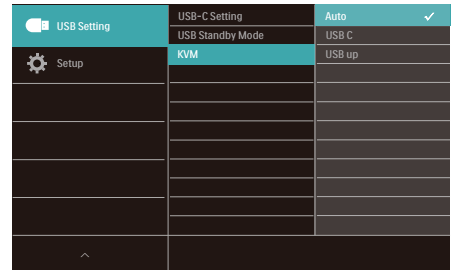 USB Setting
Setup
USB-C Setting
USB Standby Mode
KVM
Auto
USB C
USB up